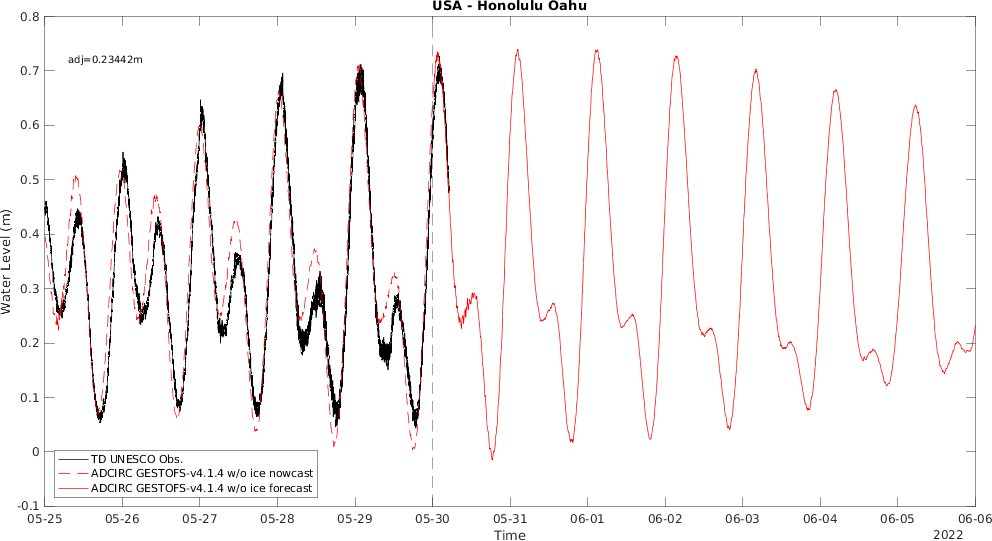 USA - Honolulu Oahu
0.8
adj=0.23442m
0.7
0.6
0.5
0.4
0.3
0.2
0.1
0
-0.1
Water Level (m)
TD UNESCO Obs.
ADCIRC GESTOFS-v4.1.4 w/o ice nowcast
ADCIRC GESTOFS-v4.1.4 w/o ice forecast
05-25 05-26 05-27 05-28 05-29 05-30 05-31 06-01 06-02 06-03 06-04 06-05 06-06
Time
2022